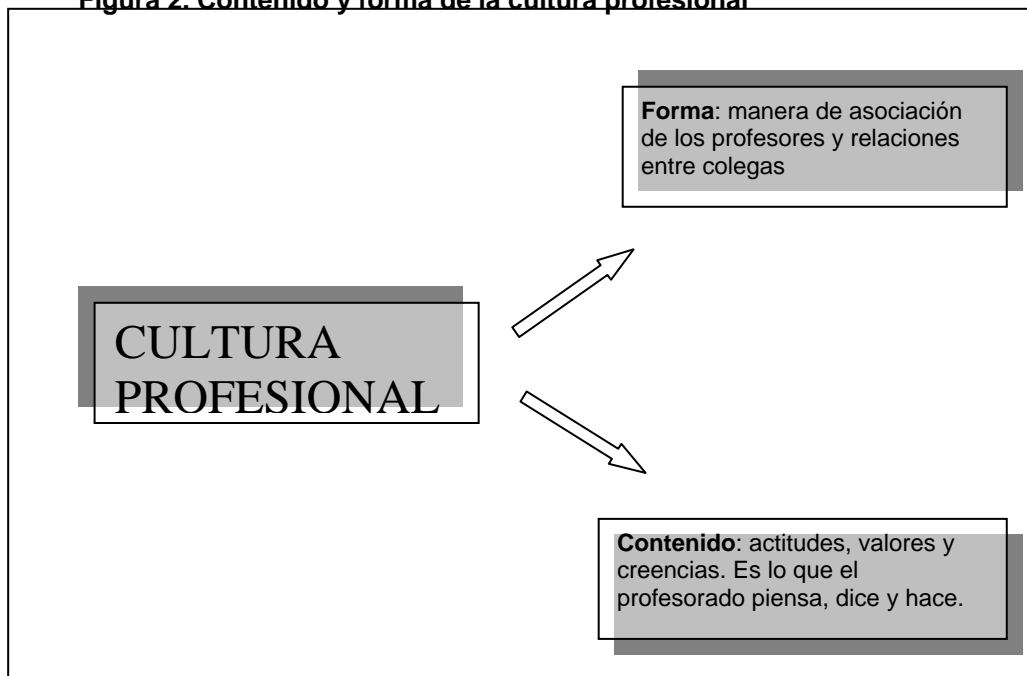 Figura 2. Contenido y forma de la cultura profesional
Forma: manera de asociación
de los profesores y relaciones
entre colegas
CULTURA
PROFESIONAL
Contenido: actitudes, valores y
creencias. Es lo que el
profesorado piensa, dice y hace.